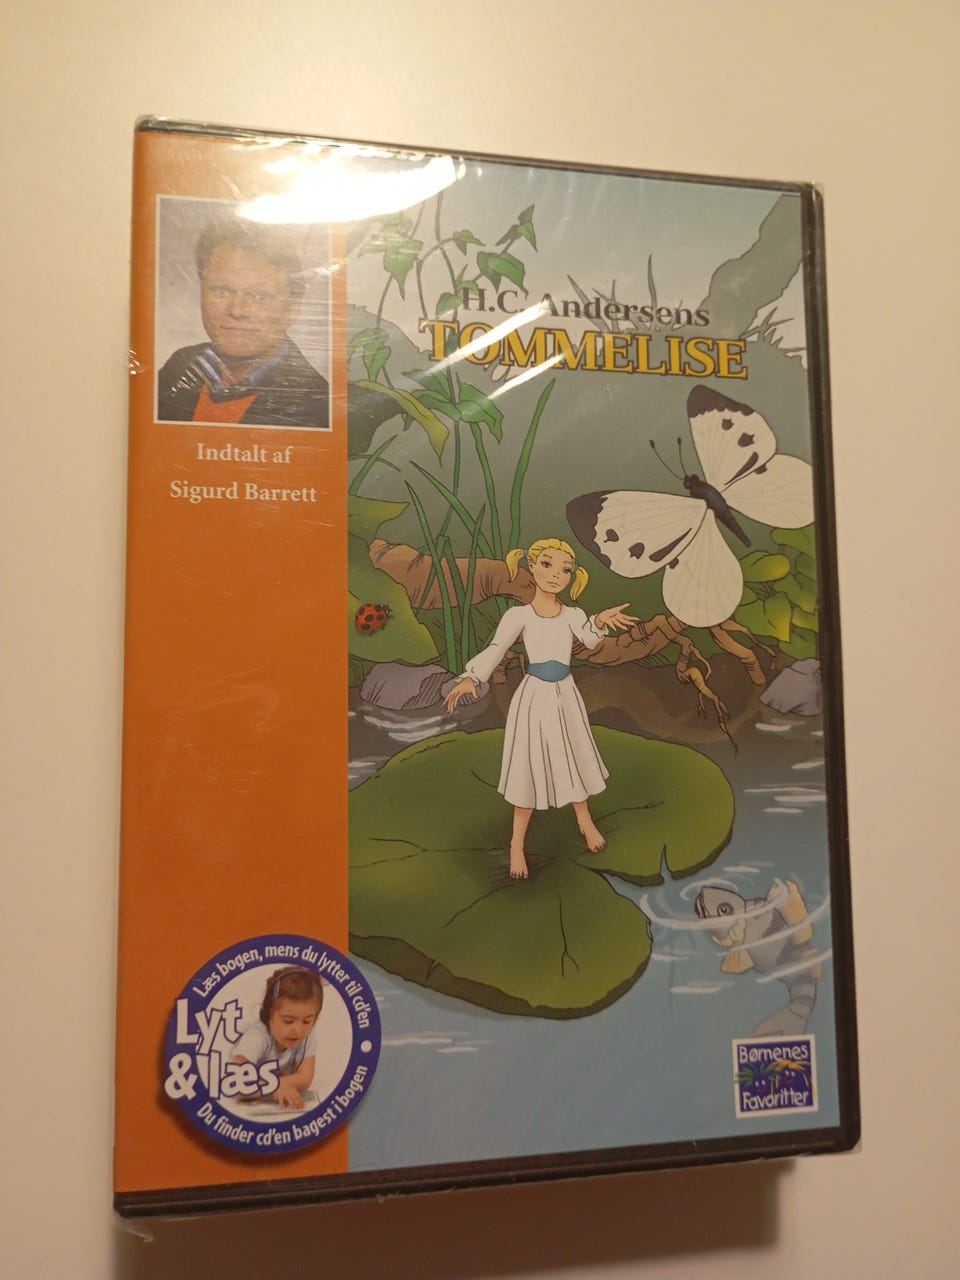 H.C. Andersens
TOMMELISE
Indtalt af
Sigurd Barrett
Læs bogen, mens du lytter til cd'en
Lyt
& læs
Du finder cd'en bagest i bogen
Børnenes
Favoritter